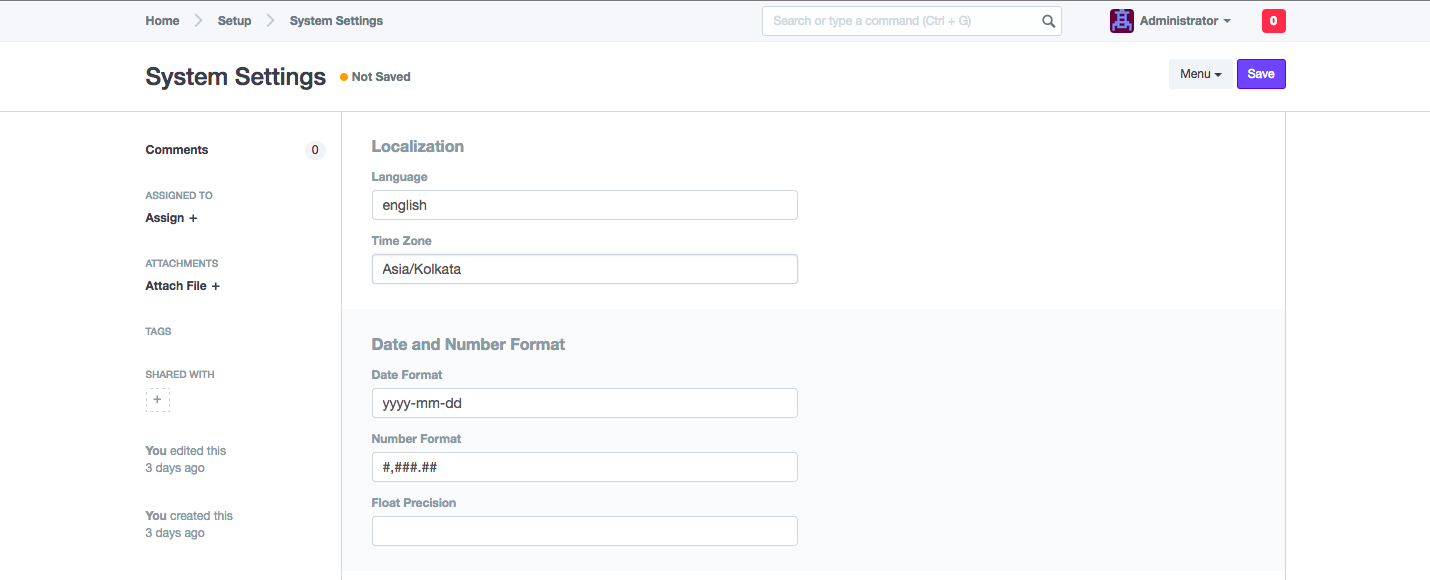 Home Setup System Settings Search or type a command (Ctrl + G) Administrator 0
System Settings Not Saved Menu Save
Comments 0
ASSIGNED TO
Assign +
ATTACHMENTS
Attach File +
TAGS
SHARED WITH
+
You edited this
3 days ago
You created this
3 days ago
Localization
Language
english
Time Zone
Asia/Kolkata
Date and Number Format
Date Format
yyyy-mm-dd
Number Format
#,###.##
Float Precision